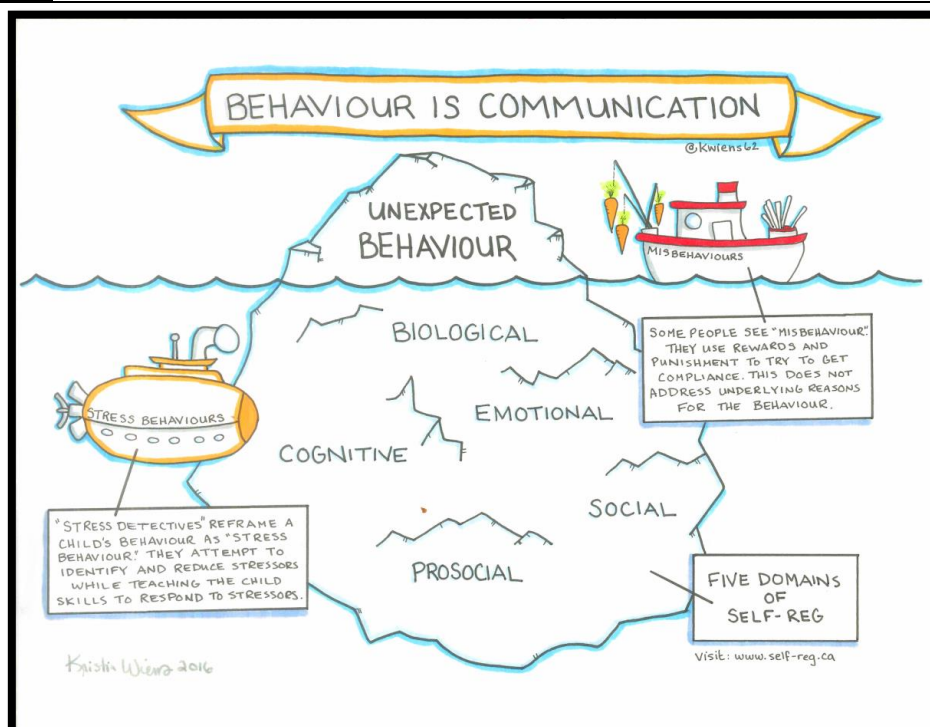 BEHAVIOUR IS COMMUNICATION
@Kwiens62
UNEXPECTED
BEHAVIOUR
MISBEHAVIOURS
BIOLOGICAL
SOME PEOPLE SEE "MISBEHAVIOUR".
THEY USE REWARDS AND
PUNISHMENT TO TRY TO GET
COMPLIANCE. THIS DOES NOT
ADDRESS UNDERLYING REASONS
FOR THE BEHAVIOUR.
EMOTIONAL
STRESS BEHAVIOURS
COGNITIVE
SOCIAL
"STRESS DETECTIVES" REFRAME A
CHILD'S BEHAVIOUR AS "STRESS
BEHAVIOUR." THEY ATTEMPT TO
IDENTIFY AND REDUCE STRESSORS
WHILE TEACHING THE CHILD
SKILLS TO RESPOND TO STRESSORS.
PROSOCIAL
FIVE DOMAINS
OF
SELF-REG
Visit: www.self-reg.ca
Kristin Wiens 2016